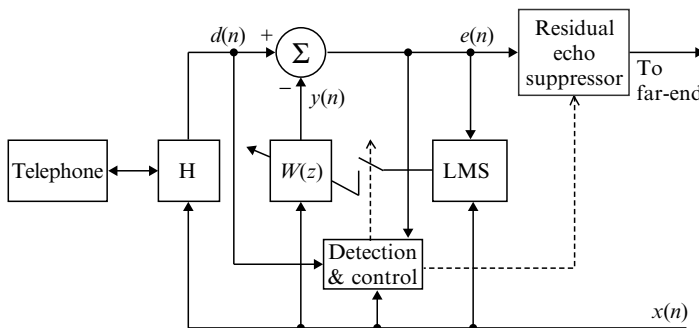 d(n)
+
Σ
e(n)
Residual
echo
suppressor
To
far-end
−
y(n)
Telephone
H
W(z)
LMS
Detection
& control
x(n)